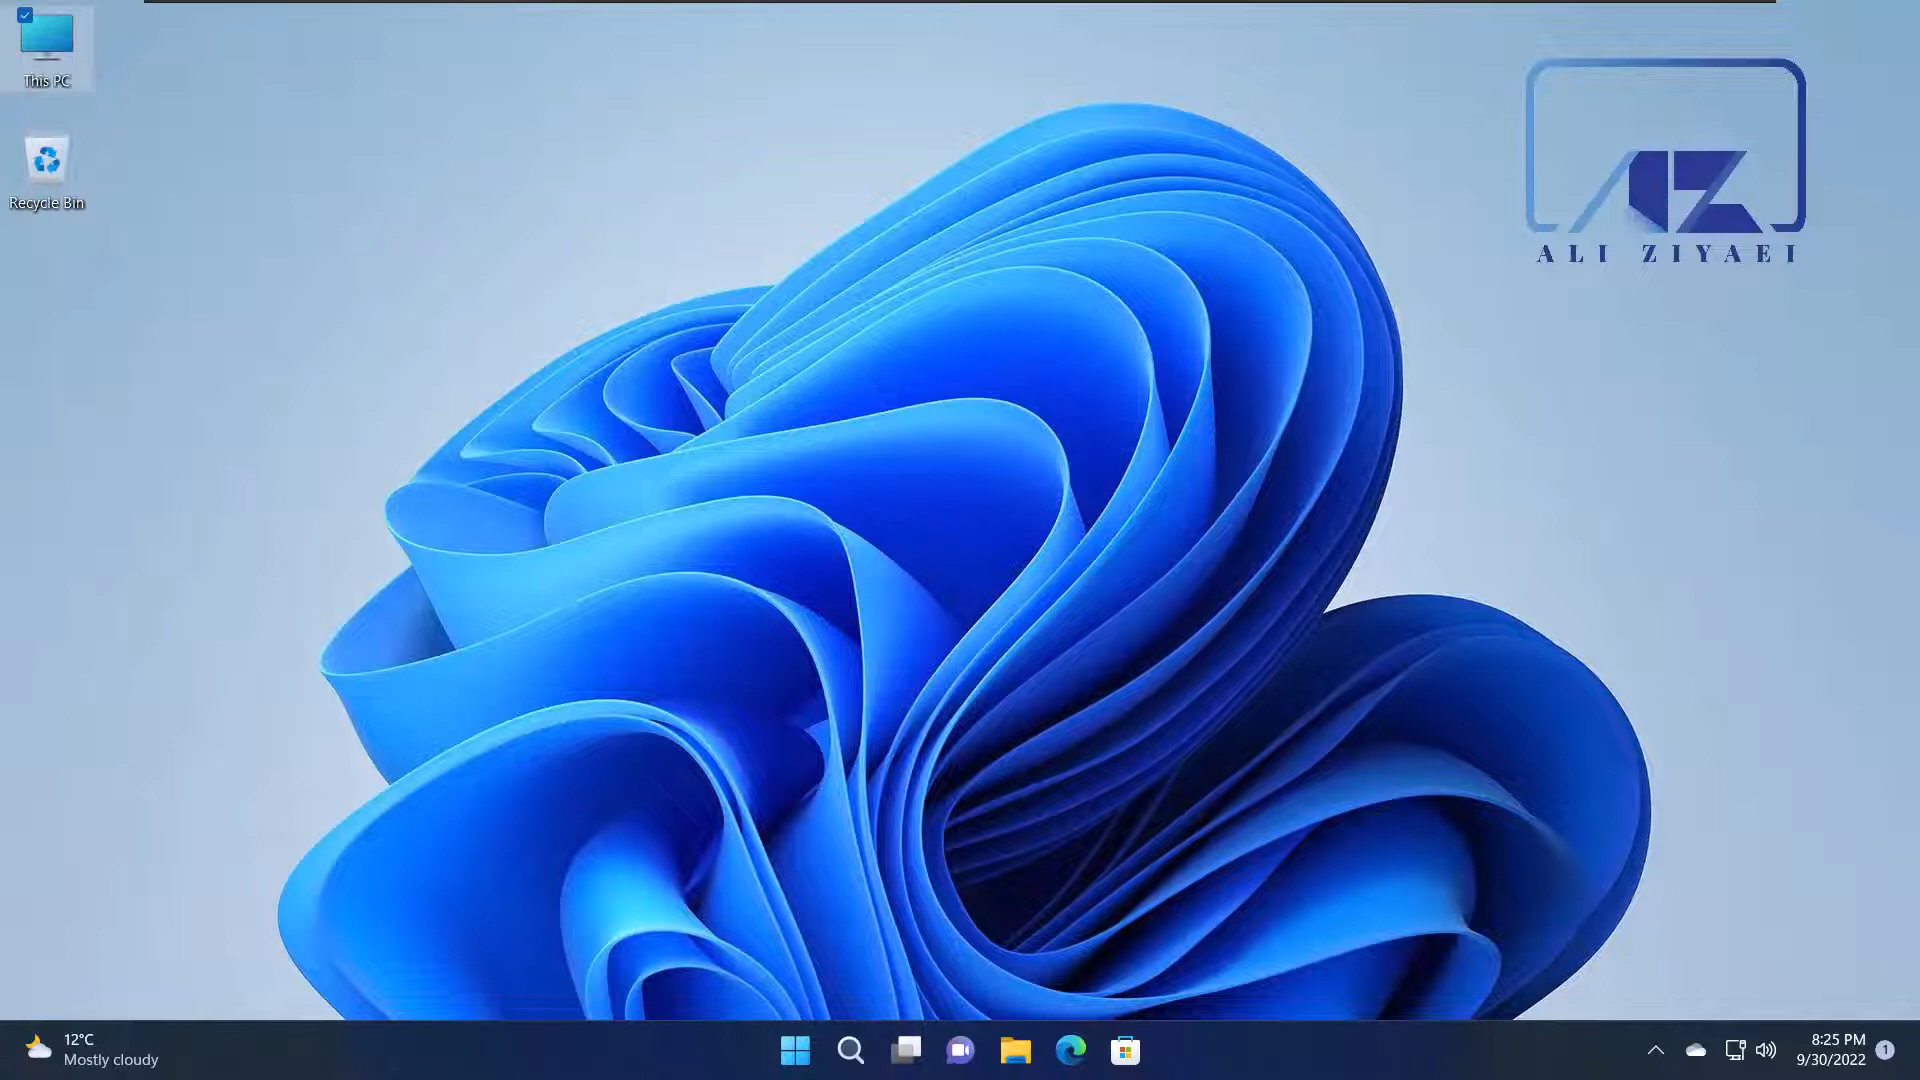 This PC
Recycle Bin
ALI ZIYAEI
12°C
Mostly cloudy
8:25 PM
9/30/2022
1